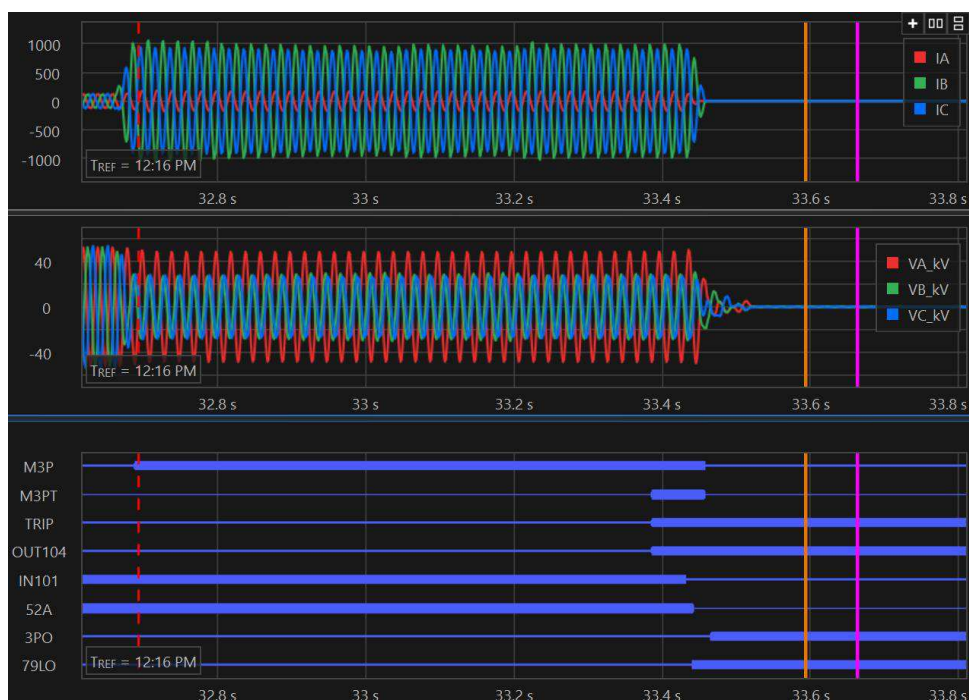 1000
500
0
-500
-1000
IA
IB
IC
TREF = 12:16 PM
32.8 s 33 s 33.2 s 33.4 s 33.6 s 33.8 s
40
0
-40
VA_kV
VB_kV
VC_kV
TREF = 12:16 PM
32.8 s 33 s 33.2 s 33.4 s 33.6 s 33.8 s
M3P
M3PT
TRIP
OUT104
IN101
52A
3PO
79LO
TREF = 12:16 PM
32.8 s 33 s 33.2 s 33.4 s 33.6 s 33.8 s